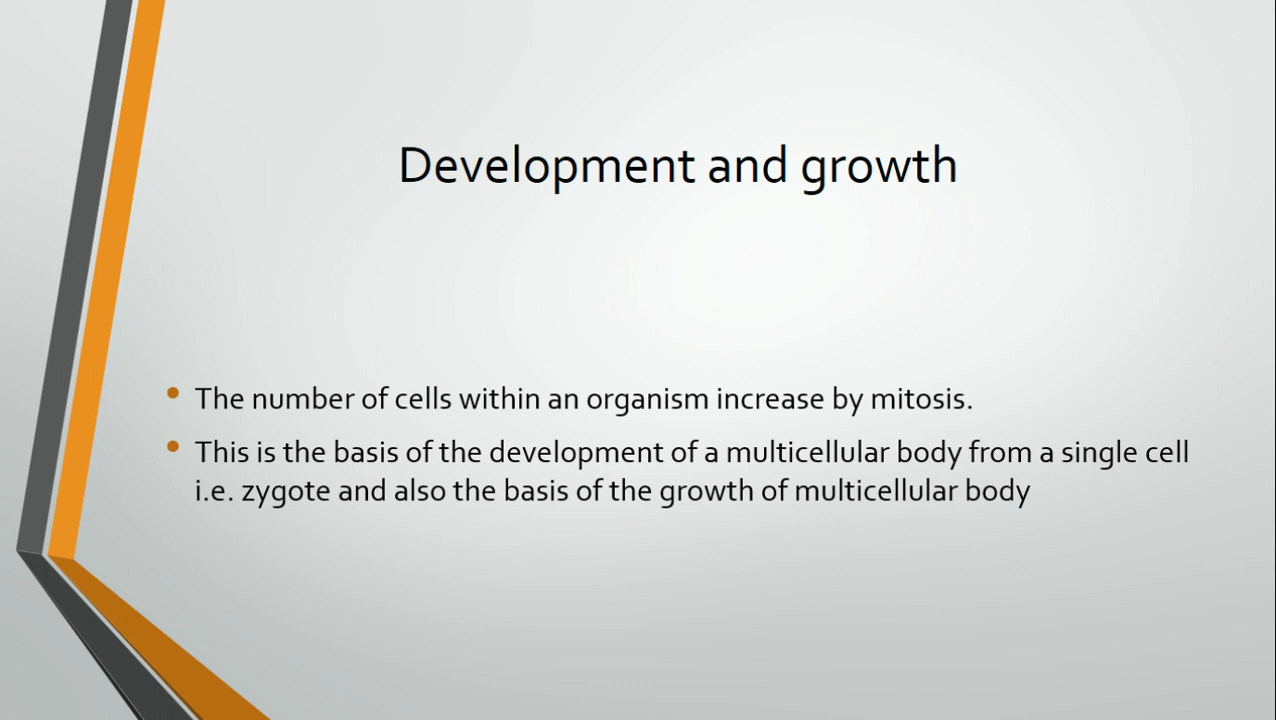 Development and growth
• The number of cells within an organism increase by mitosis.
• This is the basis of the development of a multicellular body from a single cell
i.e. zygote and also the basis of the growth of multicellular body